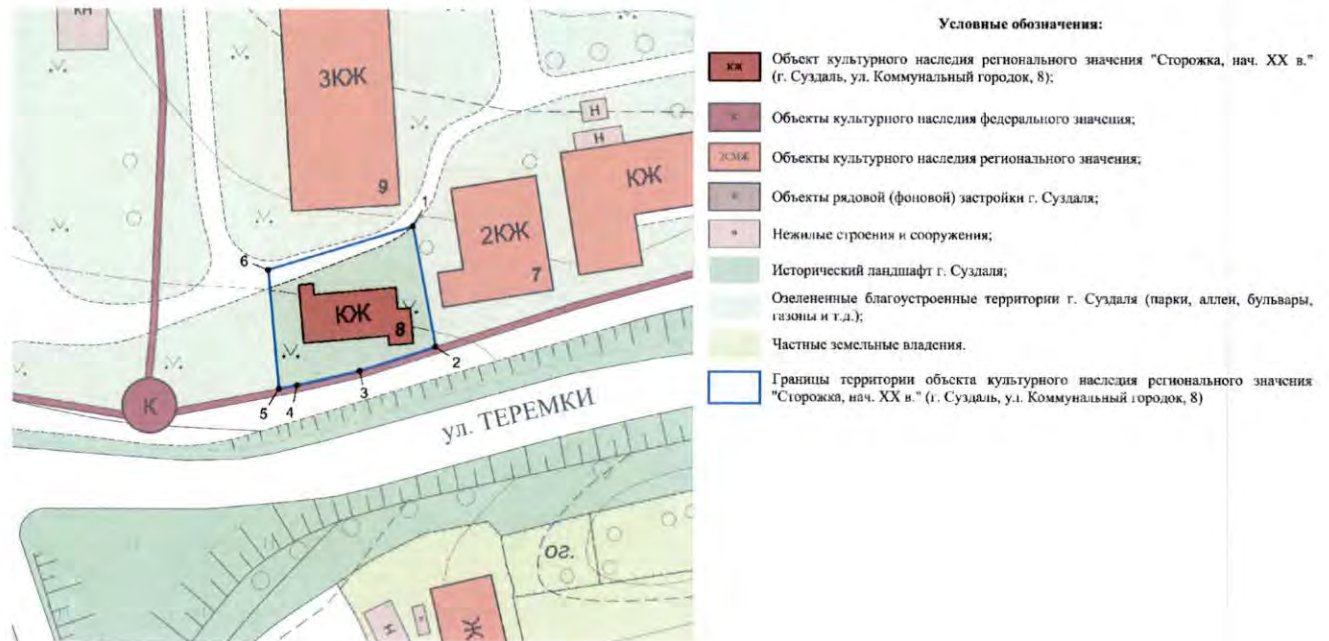 КН
3КЖ
9
Н
Н
КЖ
2КЖ
7
1
6
КЖ
8
2
3
4
5
К
ул. ТЕРЕМКИ
ог.
Н
Ж
Условные обозначения:
КЖ
Объект культурного наследия регионального значения "Сторожка, нач. XX в."
(г. Суздаль, ул. Коммунальный городок, 8);
К
Объекты культурного наследия федерального значения;
Объекты культурного наследия регионального значения;
Объекты рядовой (фоновой) застройки г. Суздаля;
Нежилые строения и сооружения;
Исторический ландшафт г. Суздаля;
Озелененные благоустроенные территории г. Суздаля (парки, аллеи, бульвары,
газоны и т.д.);
Частные земельные владения.
Границы территории объекта культурного наследия регионального значения
"Сторожка, нач. XX в." (г. Суздаль, ул. Коммунальный городок, 8)